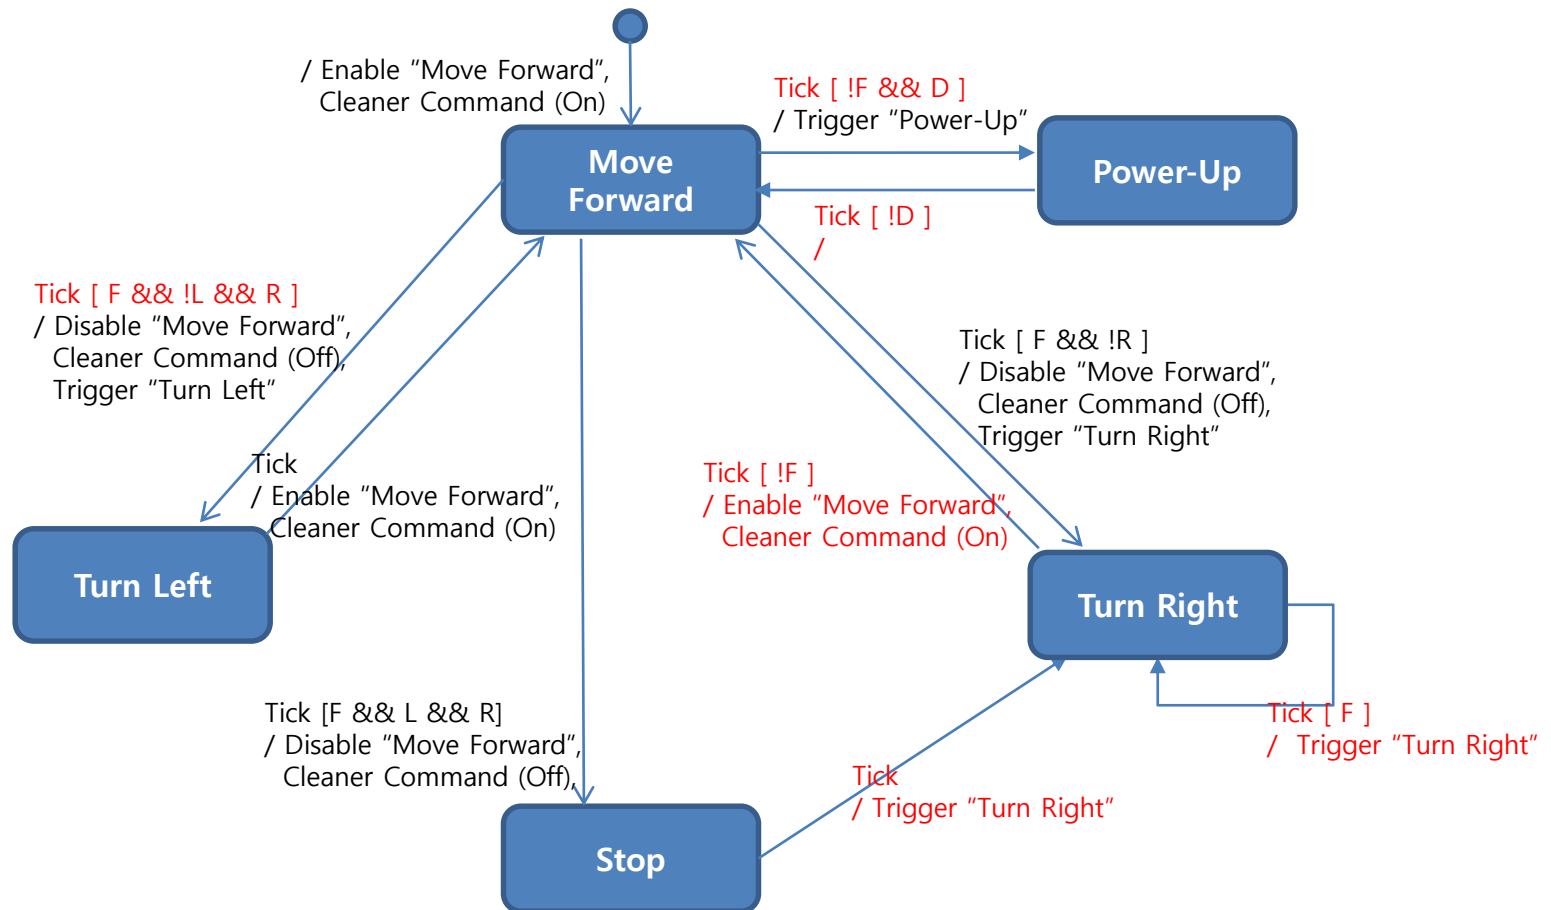 / Enable “Move Forward”,
Cleaner Command (On)
Tick [ !F && D ]
/ Trigger “Power-Up”
Move
Forward
Power-Up
Tick [ !D ]
/
Tick [ F && !L && R ]
/ Disable “Move Forward”,
Cleaner Command (Off),
Trigger “Turn Left”
Tick [ F && !R ]
/ Disable “Move Forward”,
Cleaner Command (Off),
Trigger “Turn Right”
Tick
/ Enable “Move Forward”,
Cleaner Command (On)
Tick [ !F ]
/ Enable “Move Forward”,
Cleaner Command (On)
Turn Left
Turn Right
Tick [F && L && R]
/ Disable “Move Forward”,
Cleaner Command (Off),
Tick [ F ]
/ Trigger “Turn Right”
Tick
/ Trigger “Turn Right”
Stop